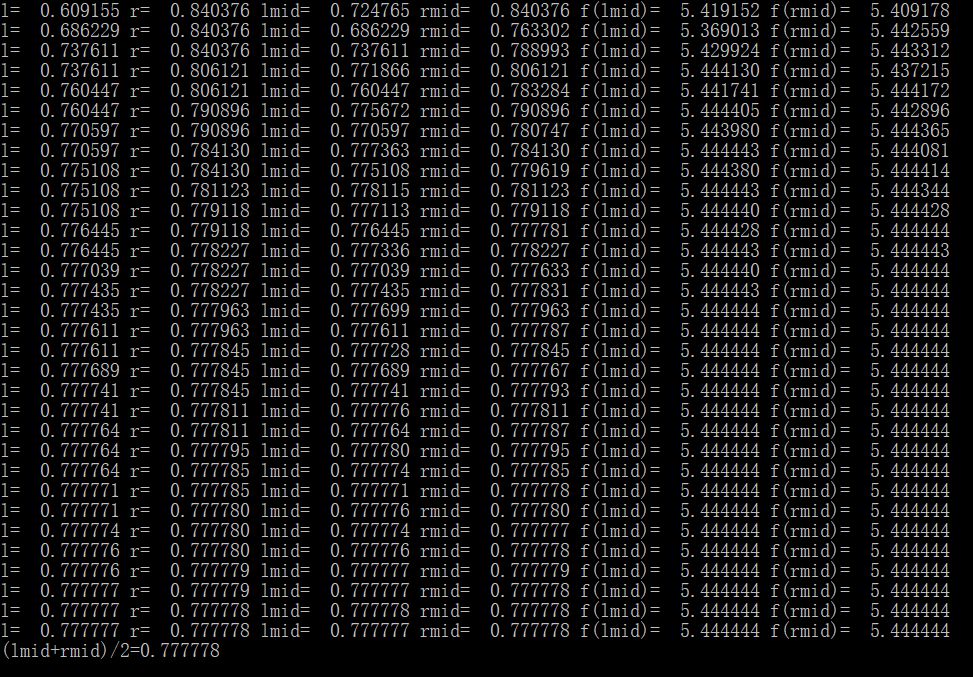 l=  0.609155 r=  0.840376 lmid=  0.724765 rmid=  0.840376 f(lmid)=  5.419152 f(rmid)=  5.409178
l=  0.686229 r=  0.840376 lmid=  0.686229 rmid=  0.763302 f(lmid)=  5.369013 f(rmid)=  5.442559
l=  0.737611 r=  0.840376 lmid=  0.737611 rmid=  0.788993 f(lmid)=  5.429924 f(rmid)=  5.443312
l=  0.737611 r=  0.806121 lmid=  0.771866 rmid=  0.806121 f(lmid)=  5.444130 f(rmid)=  5.437215
l=  0.760447 r=  0.806121 lmid=  0.760447 rmid=  0.783284 f(lmid)=  5.441741 f(rmid)=  5.444172
l=  0.760447 r=  0.790896 lmid=  0.775672 rmid=  0.790896 f(lmid)=  5.444405 f(rmid)=  5.442896
l=  0.770597 r=  0.790896 lmid=  0.770597 rmid=  0.780747 f(lmid)=  5.443980 f(rmid)=  5.444365
l=  0.770597 r=  0.784130 lmid=  0.777363 rmid=  0.784130 f(lmid)=  5.444443 f(rmid)=  5.444081
l=  0.775108 r=  0.784130 lmid=  0.775108 rmid=  0.779619 f(lmid)=  5.444380 f(rmid)=  5.444414
l=  0.775108 r=  0.781123 lmid=  0.778115 rmid=  0.781123 f(lmid)=  5.444443 f(rmid)=  5.444344
l=  0.775108 r=  0.779118 lmid=  0.777113 rmid=  0.779118 f(lmid)=  5.444440 f(rmid)=  5.444428
l=  0.776445 r=  0.779118 lmid=  0.776445 rmid=  0.777781 f(lmid)=  5.444428 f(rmid)=  5.444444
l=  0.776445 r=  0.778227 lmid=  0.777336 rmid=  0.778227 f(lmid)=  5.444443 f(rmid)=  5.444443
l=  0.777039 r=  0.778227 lmid=  0.777039 rmid=  0.777633 f(lmid)=  5.444440 f(rmid)=  5.444444
l=  0.777435 r=  0.778227 lmid=  0.777435 rmid=  0.777831 f(lmid)=  5.444443 f(rmid)=  5.444444
l=  0.777435 r=  0.777963 lmid=  0.777699 rmid=  0.777963 f(lmid)=  5.444444 f(rmid)=  5.444444
l=  0.777611 r=  0.777963 lmid=  0.777611 rmid=  0.777787 f(lmid)=  5.444444 f(rmid)=  5.444444
l=  0.777611 r=  0.777845 lmid=  0.777728 rmid=  0.777845 f(lmid)=  5.444444 f(rmid)=  5.444444
l=  0.777689 r=  0.777845 lmid=  0.777689 rmid=  0.777767 f(lmid)=  5.444444 f(rmid)=  5.444444
l=  0.777741 r=  0.777845 lmid=  0.777741 rmid=  0.777793 f(lmid)=  5.444444 f(rmid)=  5.444444
l=  0.777741 r=  0.777811 lmid=  0.777776 rmid=  0.777811 f(lmid)=  5.444444 f(rmid)=  5.444444
l=  0.777764 r=  0.777811 lmid=  0.777764 rmid=  0.777787 f(lmid)=  5.444444 f(rmid)=  5.444444
l=  0.777764 r=  0.777795 lmid=  0.777780 rmid=  0.777795 f(lmid)=  5.444444 f(rmid)=  5.444444
l=  0.777764 r=  0.777785 lmid=  0.777774 rmid=  0.777785 f(lmid)=  5.444444 f(rmid)=  5.444444
l=  0.777771 r=  0.777785 lmid=  0.777771 rmid=  0.777778 f(lmid)=  5.444444 f(rmid)=  5.444444
l=  0.777771 r=  0.777780 lmid=  0.777776 rmid=  0.777780 f(lmid)=  5.444444 f(rmid)=  5.444444
l=  0.777774 r=  0.777780 lmid=  0.777774 rmid=  0.777777 f(lmid)=  5.444444 f(rmid)=  5.444444
l=  0.777776 r=  0.777780 lmid=  0.777776 rmid=  0.777778 f(lmid)=  5.444444 f(rmid)=  5.444444
l=  0.777776 r=  0.777779 lmid=  0.777777 rmid=  0.777779 f(lmid)=  5.444444 f(rmid)=  5.444444
l=  0.777777 r=  0.777779 lmid=  0.777777 rmid=  0.777778 f(lmid)=  5.444444 f(rmid)=  5.444444
l=  0.777777 r=  0.777778 lmid=  0.777778 rmid=  0.777778 f(lmid)=  5.444444 f(rmid)=  5.444444
l=  0.777777 r=  0.777778 lmid=  0.777777 rmid=  0.777778 f(lmid)=  5.444444 f(rmid)=  5.444444
(lmid+rmid)/2=0.777778